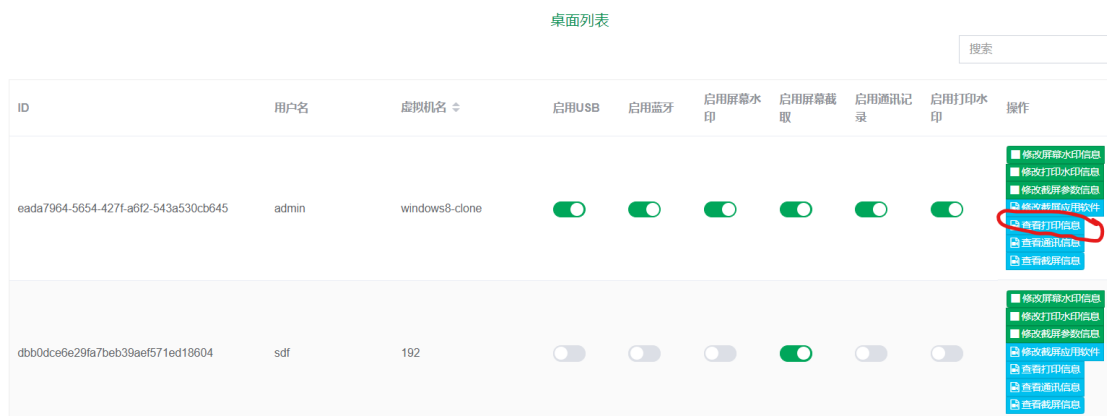 桌面列表
搜索
ID 用户名 虚拟机名 启用USB 启用蓝牙 启用屏幕水印 启用屏幕截取 启用通讯记录 启用打印水印 操作
eada7964-5654-427f-a6f2-543a530cb645 admin windows8-clone
修改屏幕水印信息
修改打印水印信息
修改截屏参数信息
修改截屏应用软件
查看打印信息
查看通讯信息
查看截屏信息
dbb0dce6e29fa7beb39aef571ed18604 sdf 192
修改屏幕水印信息
修改打印水印信息
修改截屏参数信息
修改截屏应用软件
查看打印信息
查看通讯信息
查看截屏信息